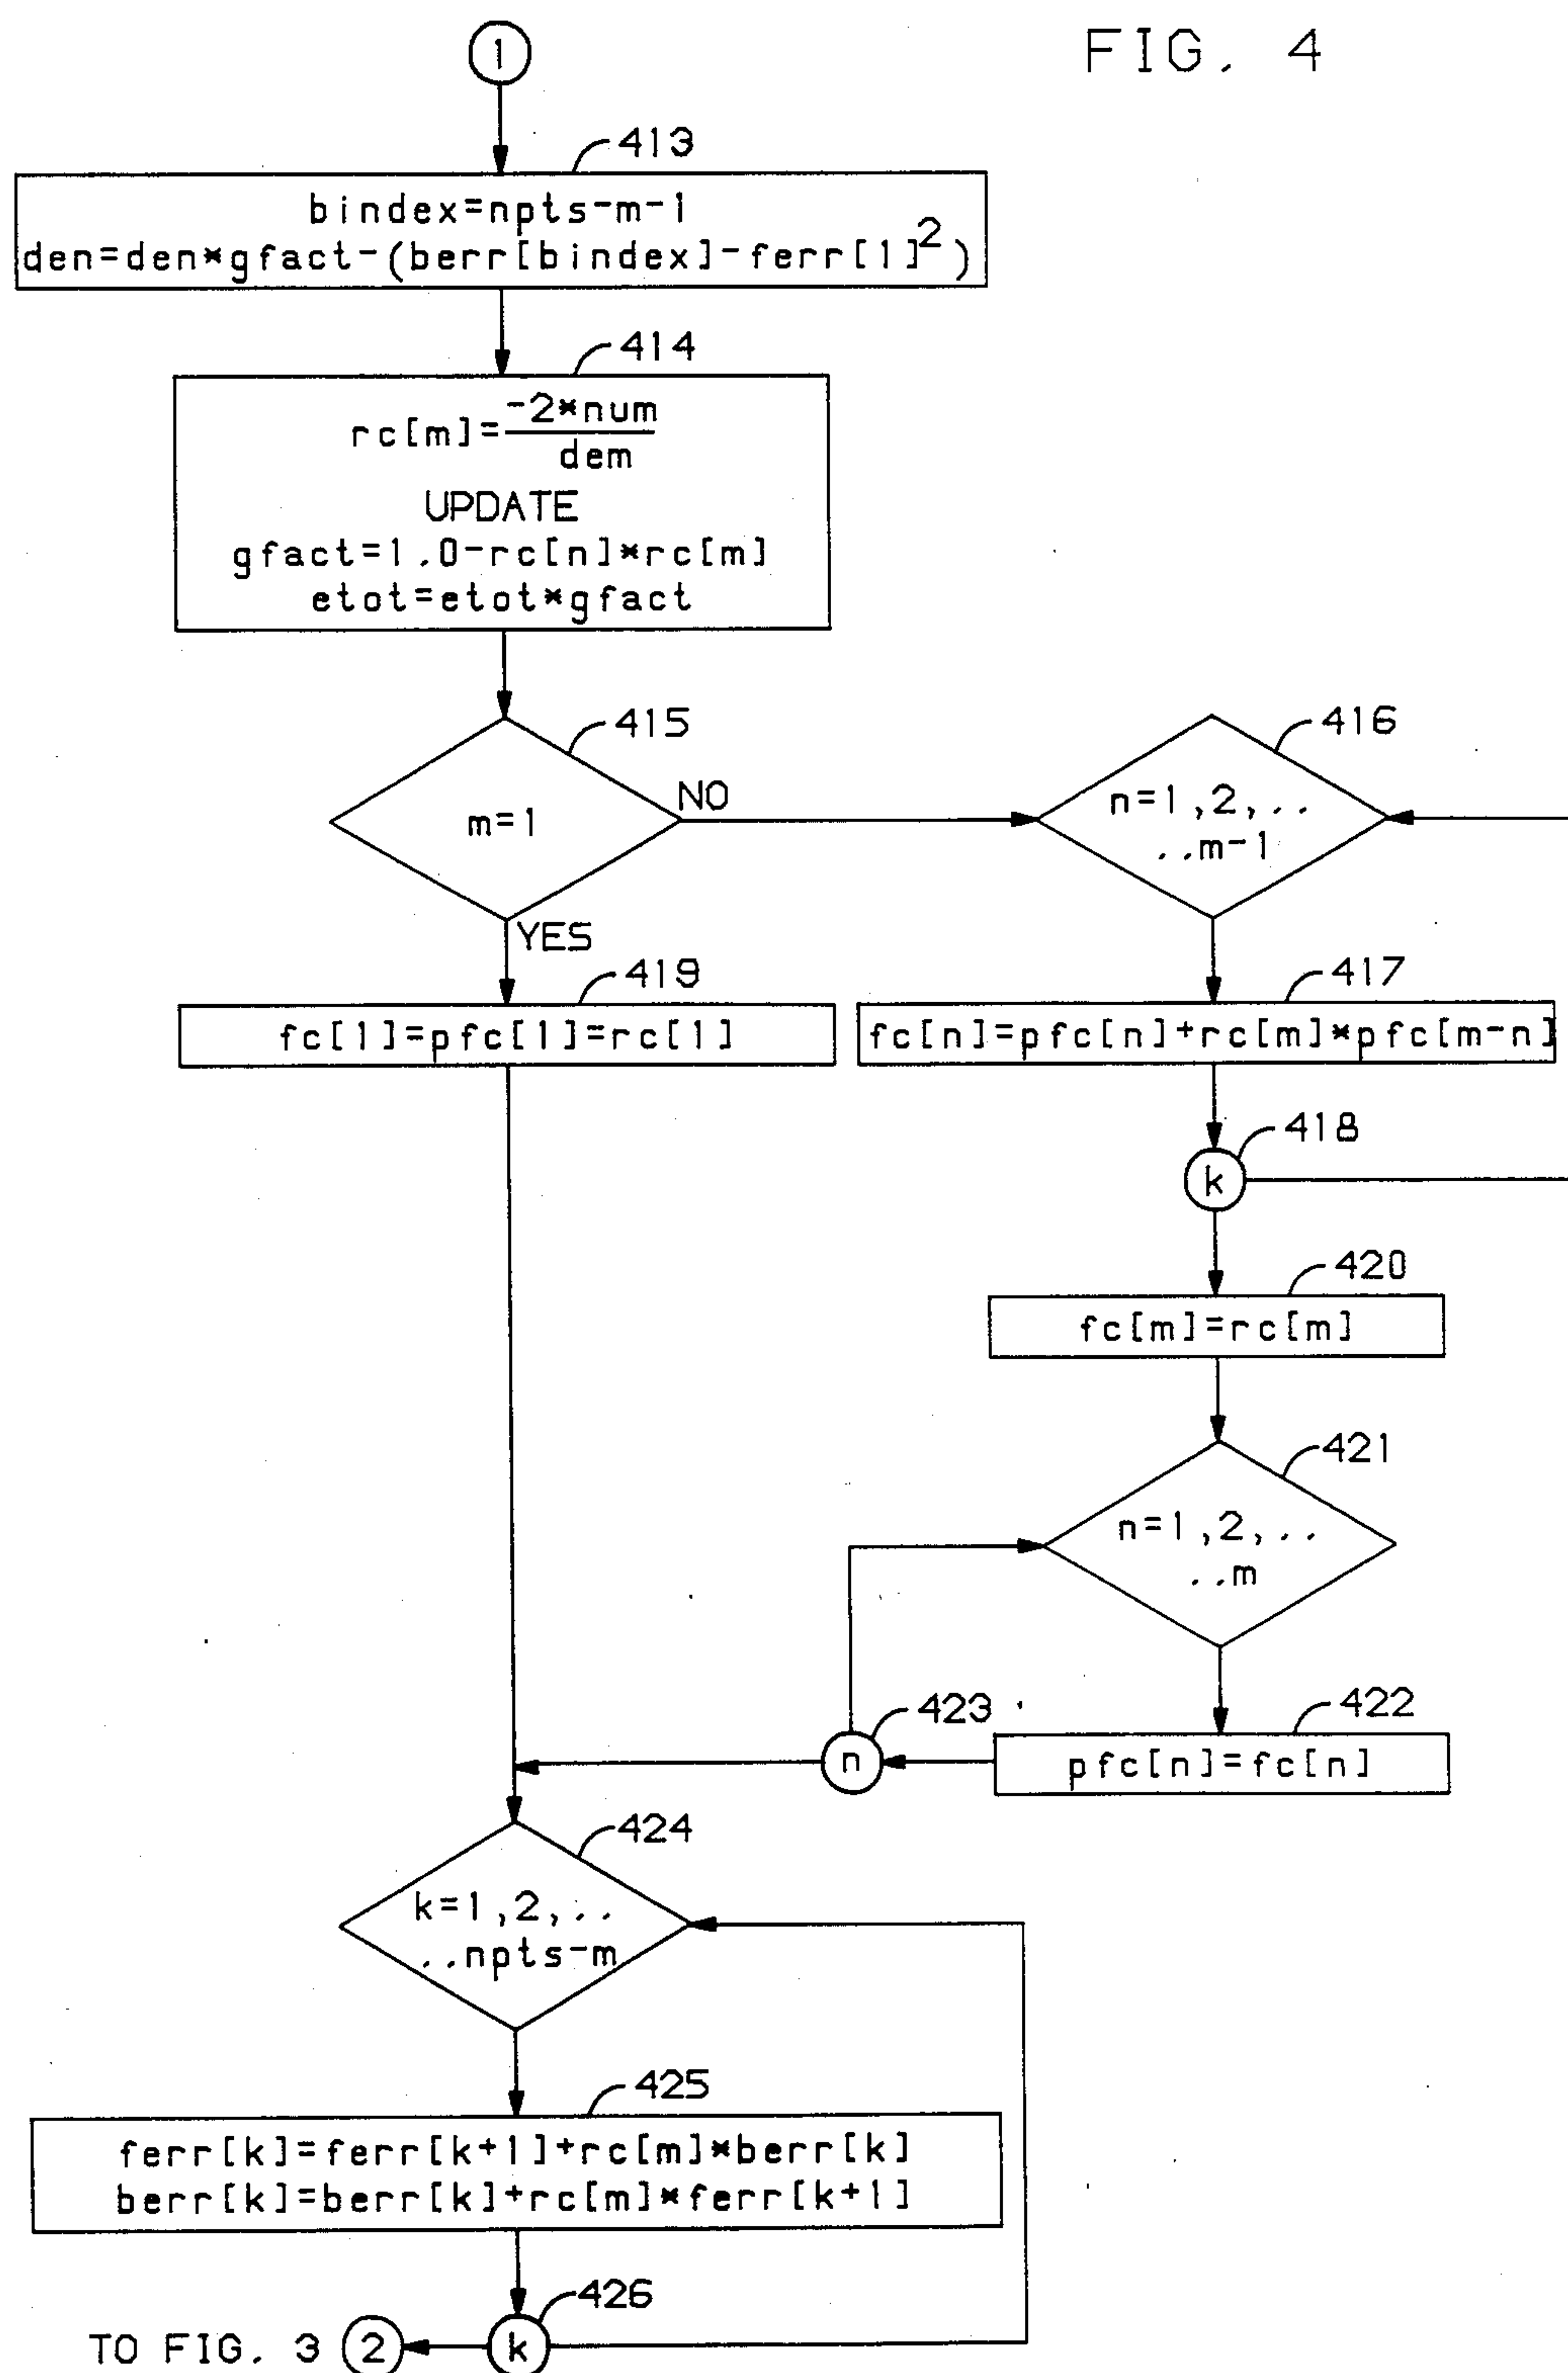 FIG. 4
1
413
bindex=npts-m-1
den=den*gfact-(berr[bindex]-ferr[1]²)
414
rc[m]=-2*num
dem
UPDATE
gfact=1.0-rc[n]*rc[m]
etot=etot*gfact
415
m=1
NO
YES
416
n=1,2,..
..m-1
419
fc[1]=pfc[1]=rc[1]
417
fc[n]=pfc[n]+rc[m]*pfc[m-n]
418
k
420
fc[m]=rc[m]
421
n=1,2,..
..m
422
pfc[n]=fc[n]
423
n
424
k=1,2,..
..npts-m
425
ferr[k]=ferr[k+1]+rc[m]*berr[k]
berr[k]=berr[k]+rc[m]*ferr[k+1]
426
k
TO FIG. 3 2